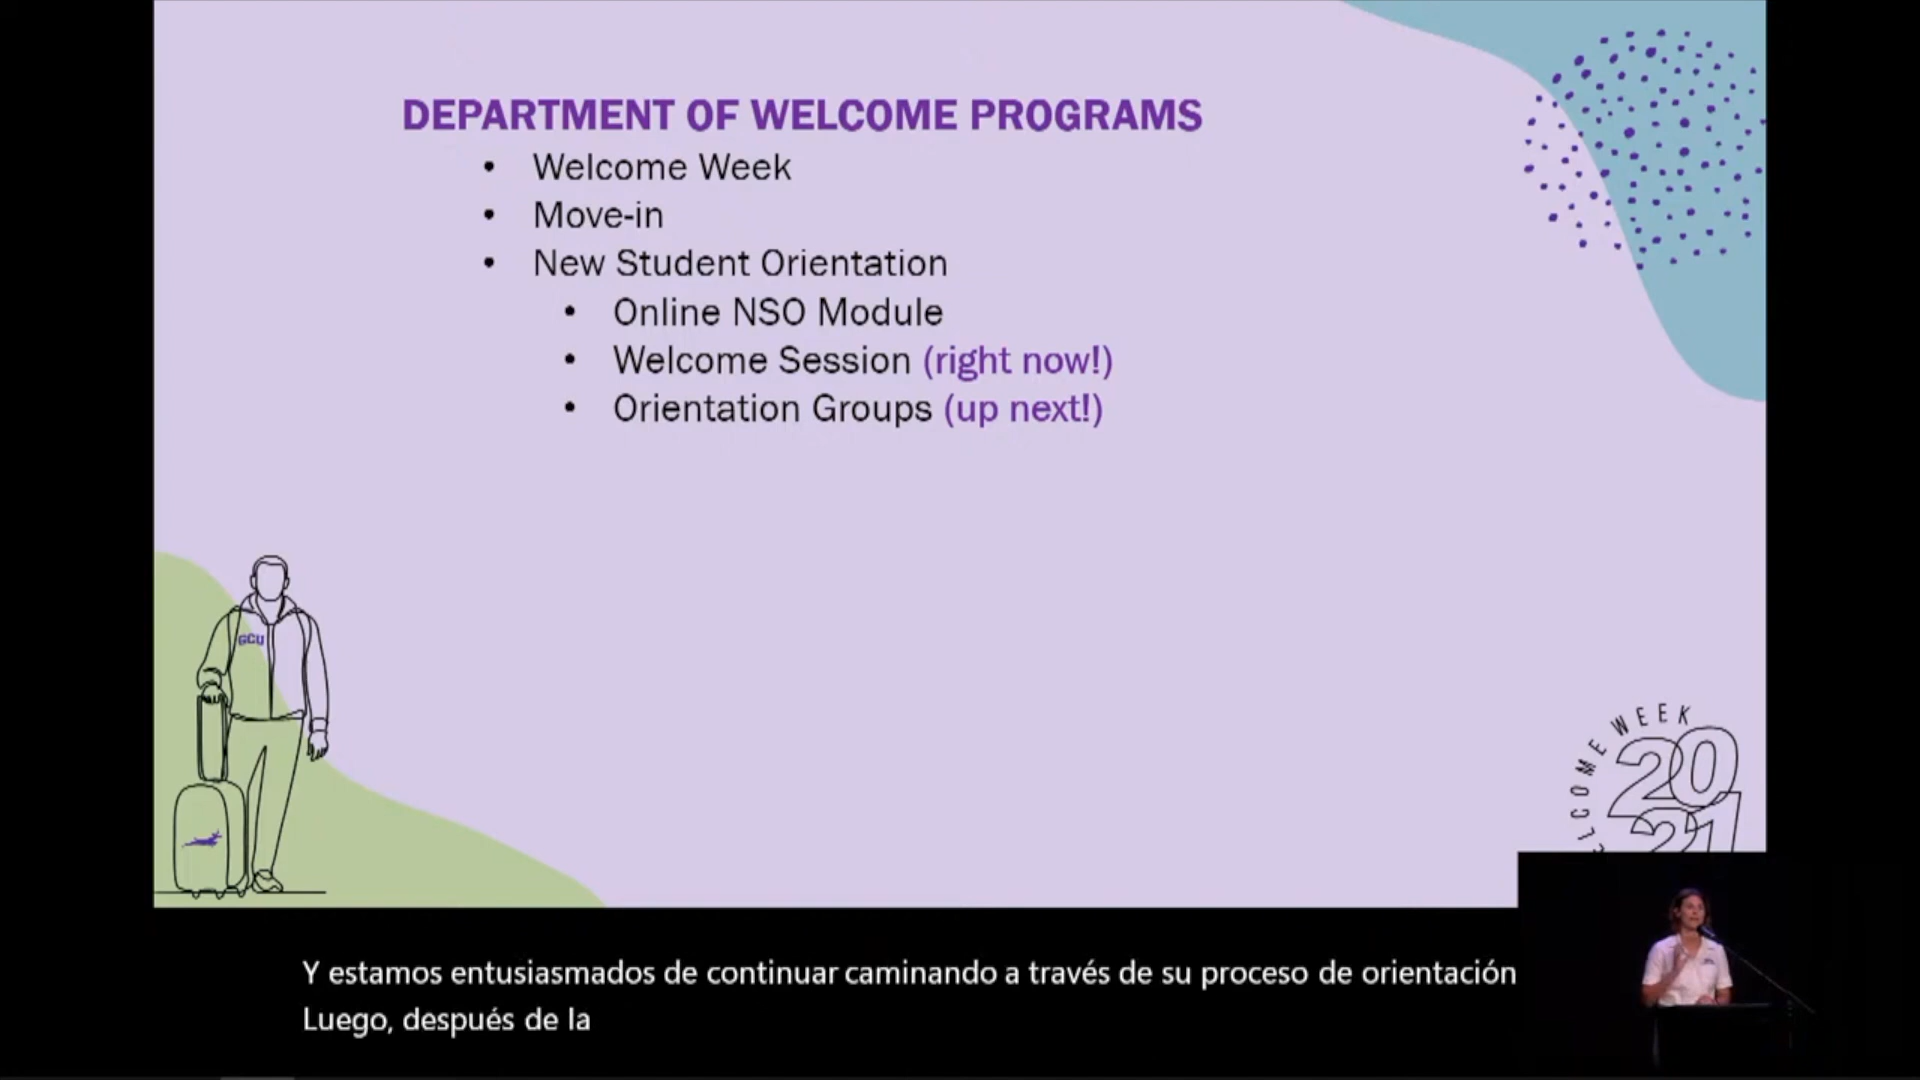 DEPARTMENT OF WELCOME PROGRAMS
• Welcome Week
• Move-in
• New Student Orientation
• Online NSO Module
• Welcome Session (right now!)
• Orientation Groups (up next!)
GCU
WEEK
20
21
Y estamos entusiasmados de continuar caminando a través de su proceso de orientación
Luego, después de la